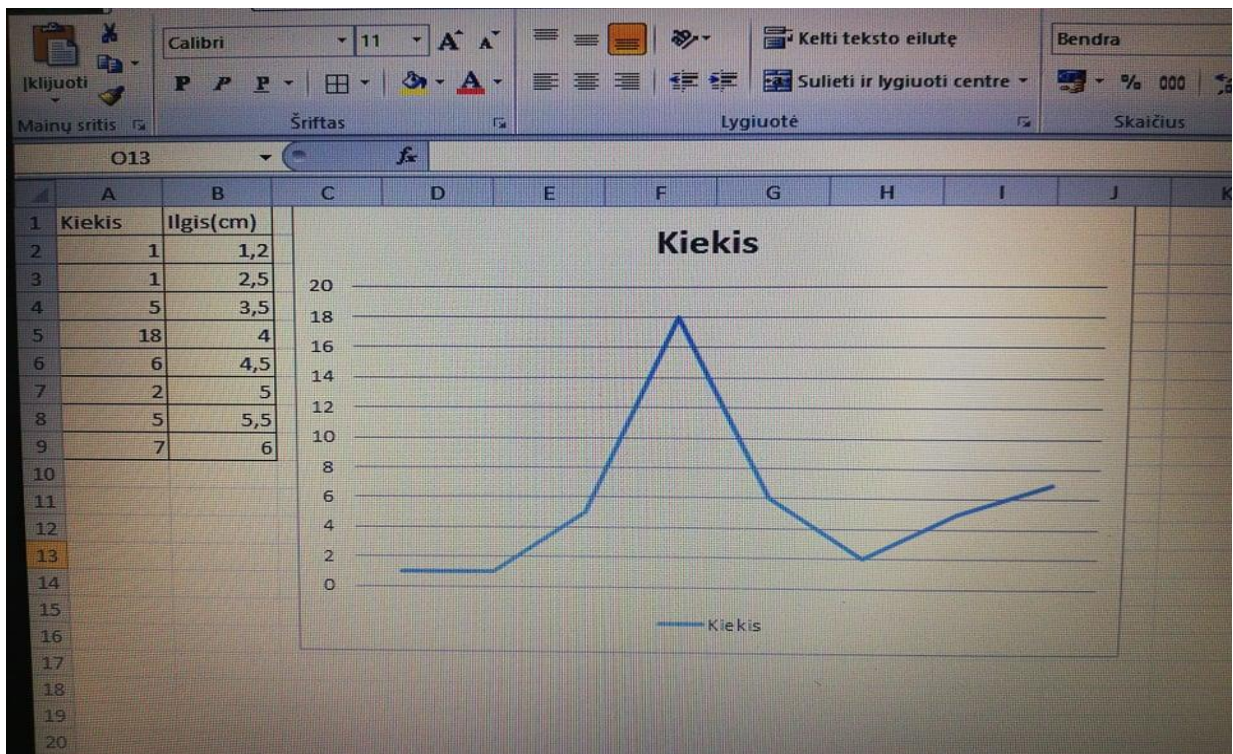 Calibri 11 A A Kelti teksto eilutę Bendra
Įklijuoti P P P A Sulieti ir lygiuoti centre % 000
Mainų sritis Šriftas Lygiuotė Skaičius
O13 fx
A B C D E F G H I J K
1 Kiekis Ilgis(cm)
2 1 1,2
3 1 2,5
4 5 3,5
5 18 4
6 6 4,5
7 2 5
8 5 5,5
9 7 6
10
11
12
13
14
15
16
17
18
19
20
Kiekis
20
18
16
14
12
10
8
6
4
2
0
Kiekis